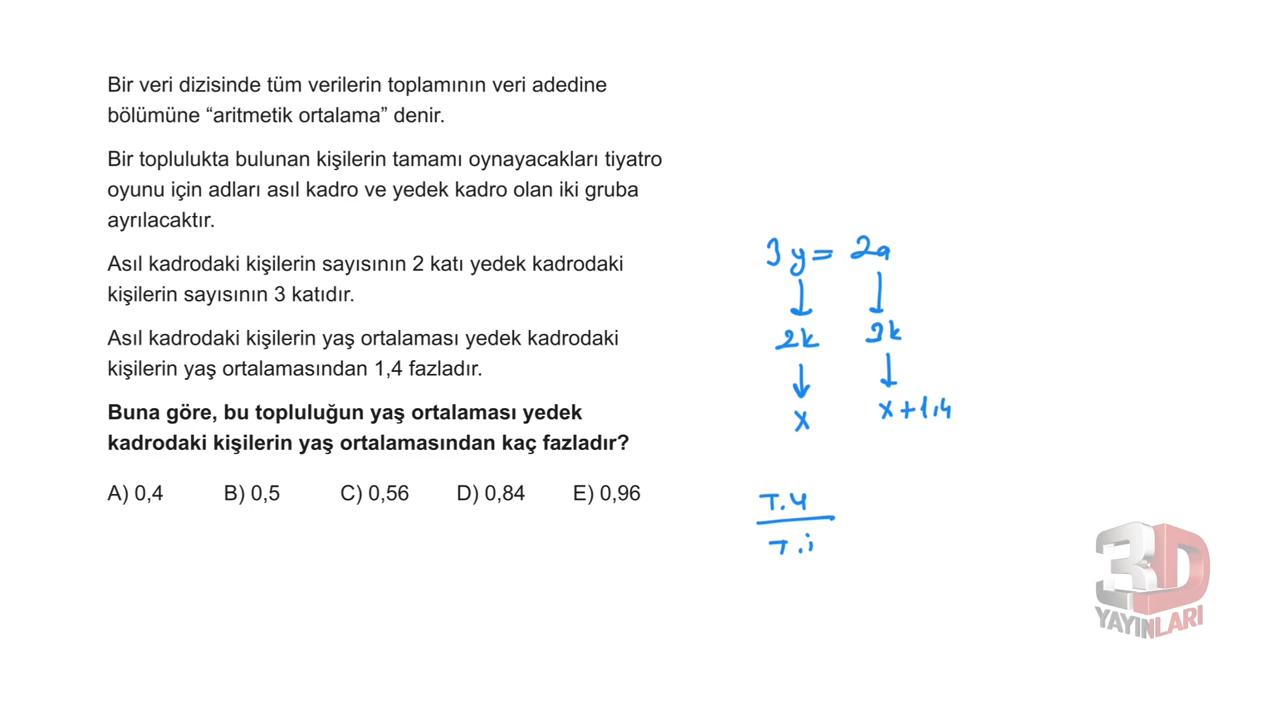 Bir veri dizisinde tüm verilerin toplamının veri adedine
bölümüne “aritmetik ortalama” denir.
Bir toplulukta bulunan kişilerin tamamı oynayacakları tiyatro
oyunu için adları asıl kadro ve yedek kadro olan iki gruba
ayrılacaktır.
Asıl kadrodaki kişilerin sayısının 2 katı yedek kadrodaki
kişilerin sayısının 3 katıdır.
Asıl kadrodaki kişilerin yaş ortalaması yedek kadrodaki
kişilerin yaş ortalamasından 1,4 fazladır.
Buna göre, bu topluluğun yaş ortalaması yedek
kadrodaki kişilerin yaş ortalamasından kaç fazladır?
A) 0,4 B) 0,5 C) 0,56 D) 0,84 E) 0,96
3y = 2a
2k 3k
x x+1,4
T.Y
T.i
3D
YAYINLARI